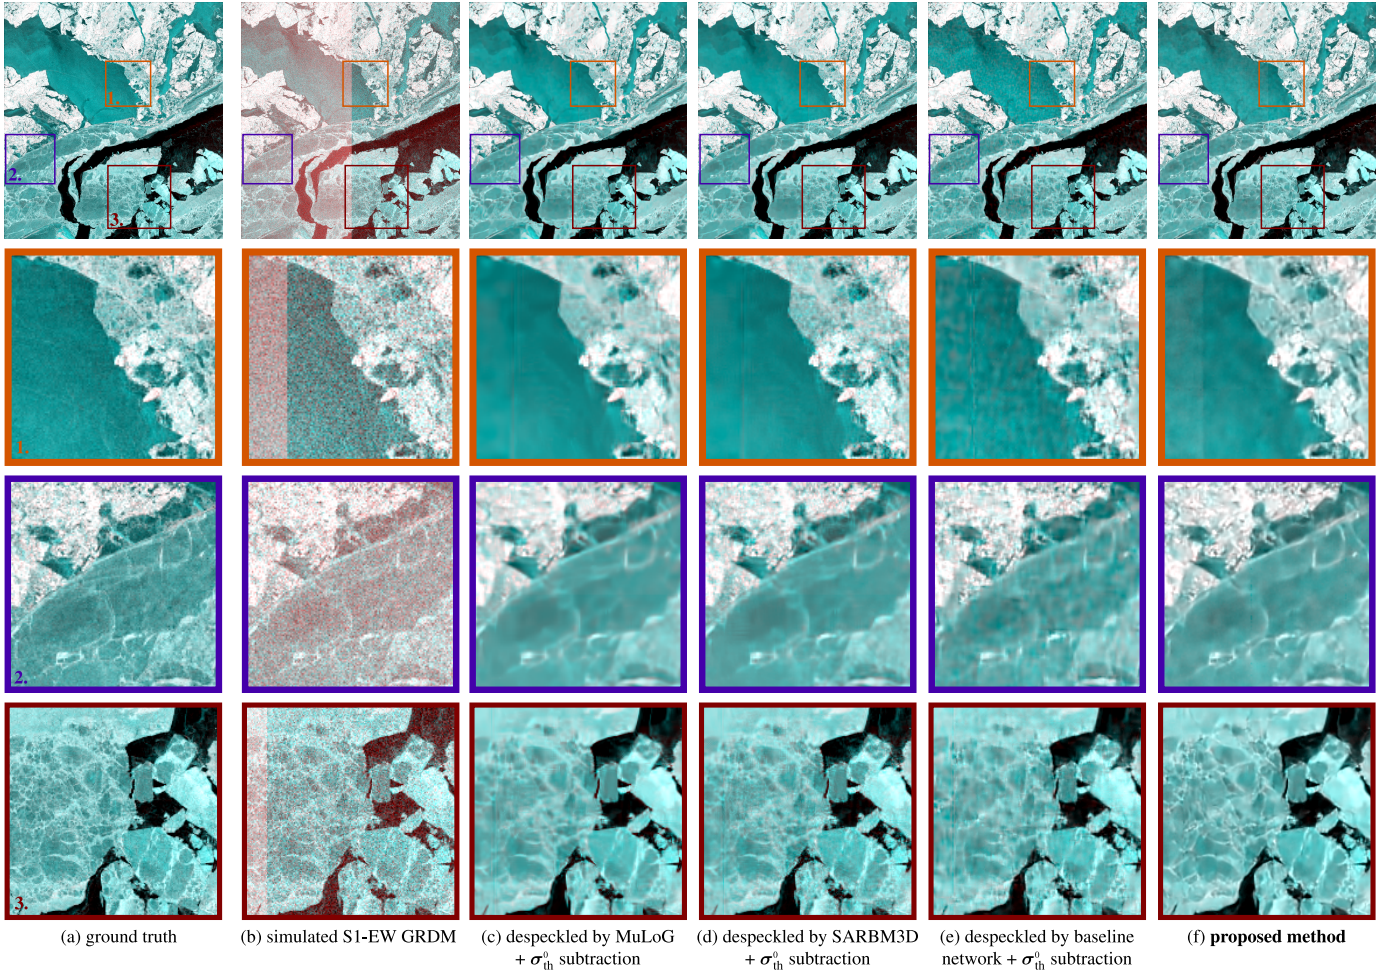 1.
2.
3.
1.
2.
3.
(a) ground truth
(b) simulated S1-EW GRDM
(c) despeckled by MuLoG
+ σ⁰th subtraction
(d) despeckled by SARBM3D
+ σ⁰th subtraction
(e) despeckled by baseline
network + σ⁰th subtraction
(f) proposed method